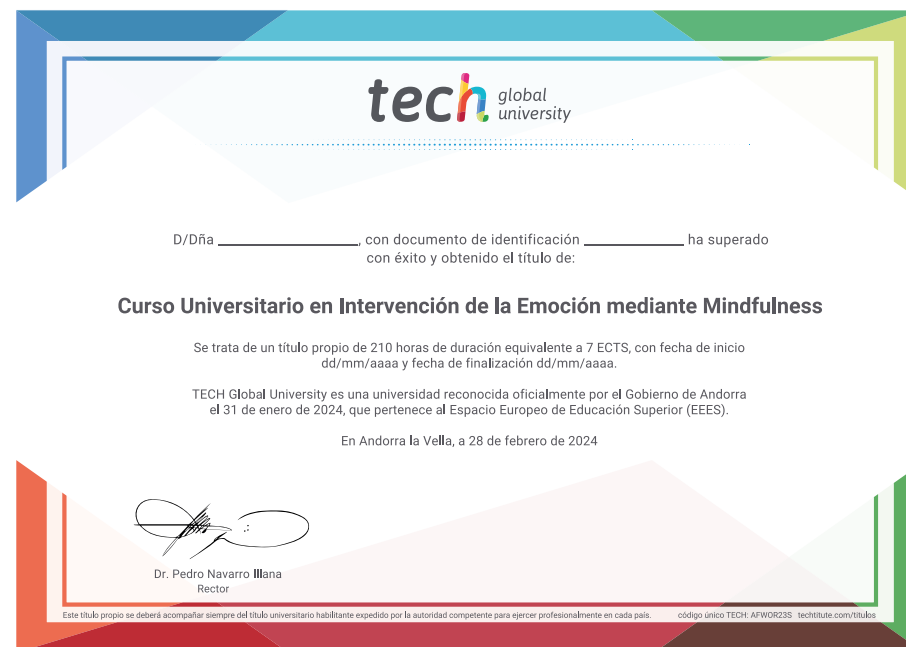 tech global university
D/Dña ____________________, con documento de identificación ______________ ha superado
con éxito y obtenido el título de:
Curso Universitario en Intervención de la Emoción mediante Mindfulness
Se trata de un título propio de 210 horas de duración equivalente a 7 ECTS, con fecha de inicio
dd/mm/aaaa y fecha de finalización dd/mm/aaaa.
TECH Global University es una universidad reconocida oficialmente por el Gobierno de Andorra
el 31 de enero de 2024, que pertenece al Espacio Europeo de Educación Superior (EEES).
En Andorra la Vella, a 28 de febrero de 2024
Dr. Pedro Navarro Illana
Rector
Este título propio se deberá acompañar siempre del título universitario habilitante expedido por la autoridad competente para ejercer profesionalmente en cada país. código único TECH: AFWOR23S techtitute.com/titulos